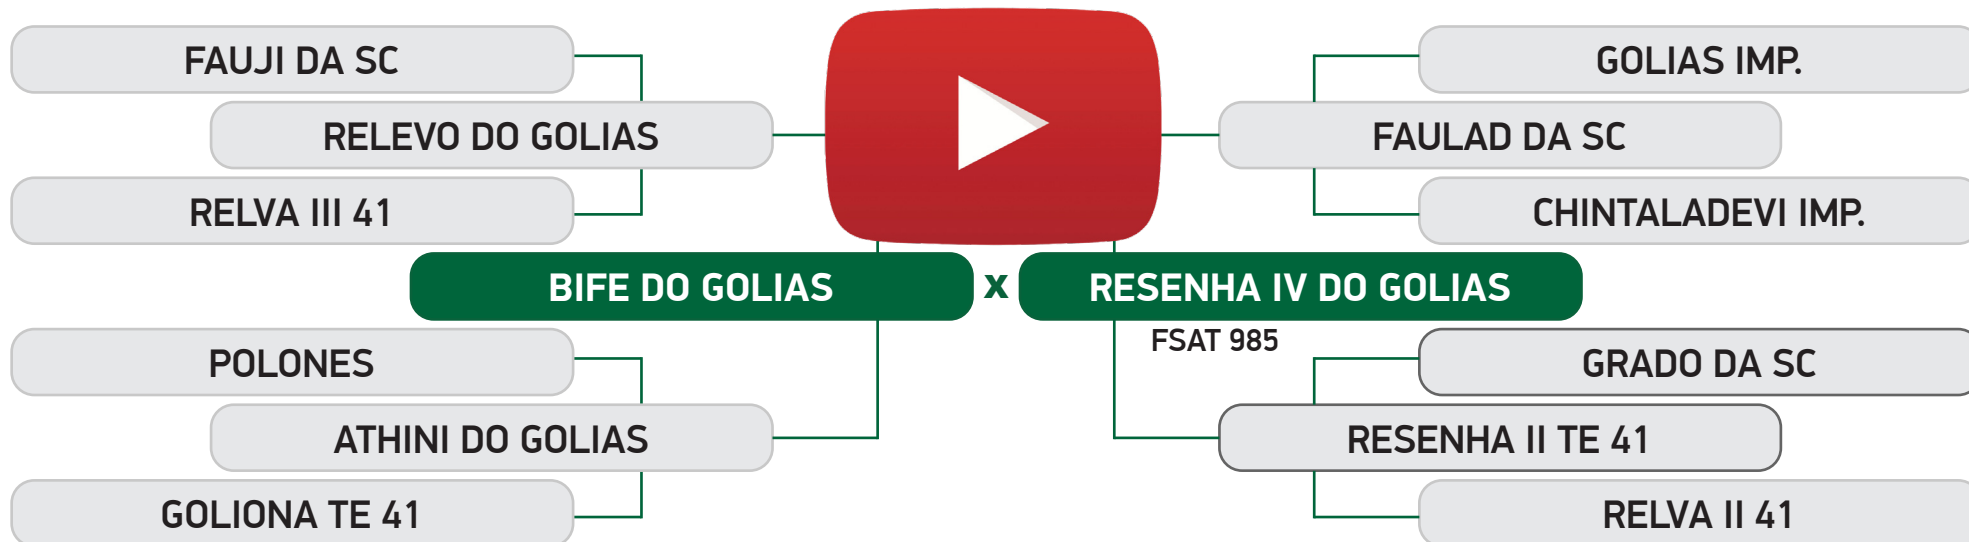 FAUJI DA SC
GOLIAS IMP.
RELEVO DO GOLIAS
FAULAD DA SC
RELVA III 41
CHINTALADEVI IMP.
BIFE DO GOLIAS x RESENHA IV DO GOLIAS
FSAT 985
POLONES
GRADO DA SC
ATHINI DO GOLIAS
RESENHA II TE 41
GOLIONA TE 41
RELVA II 41